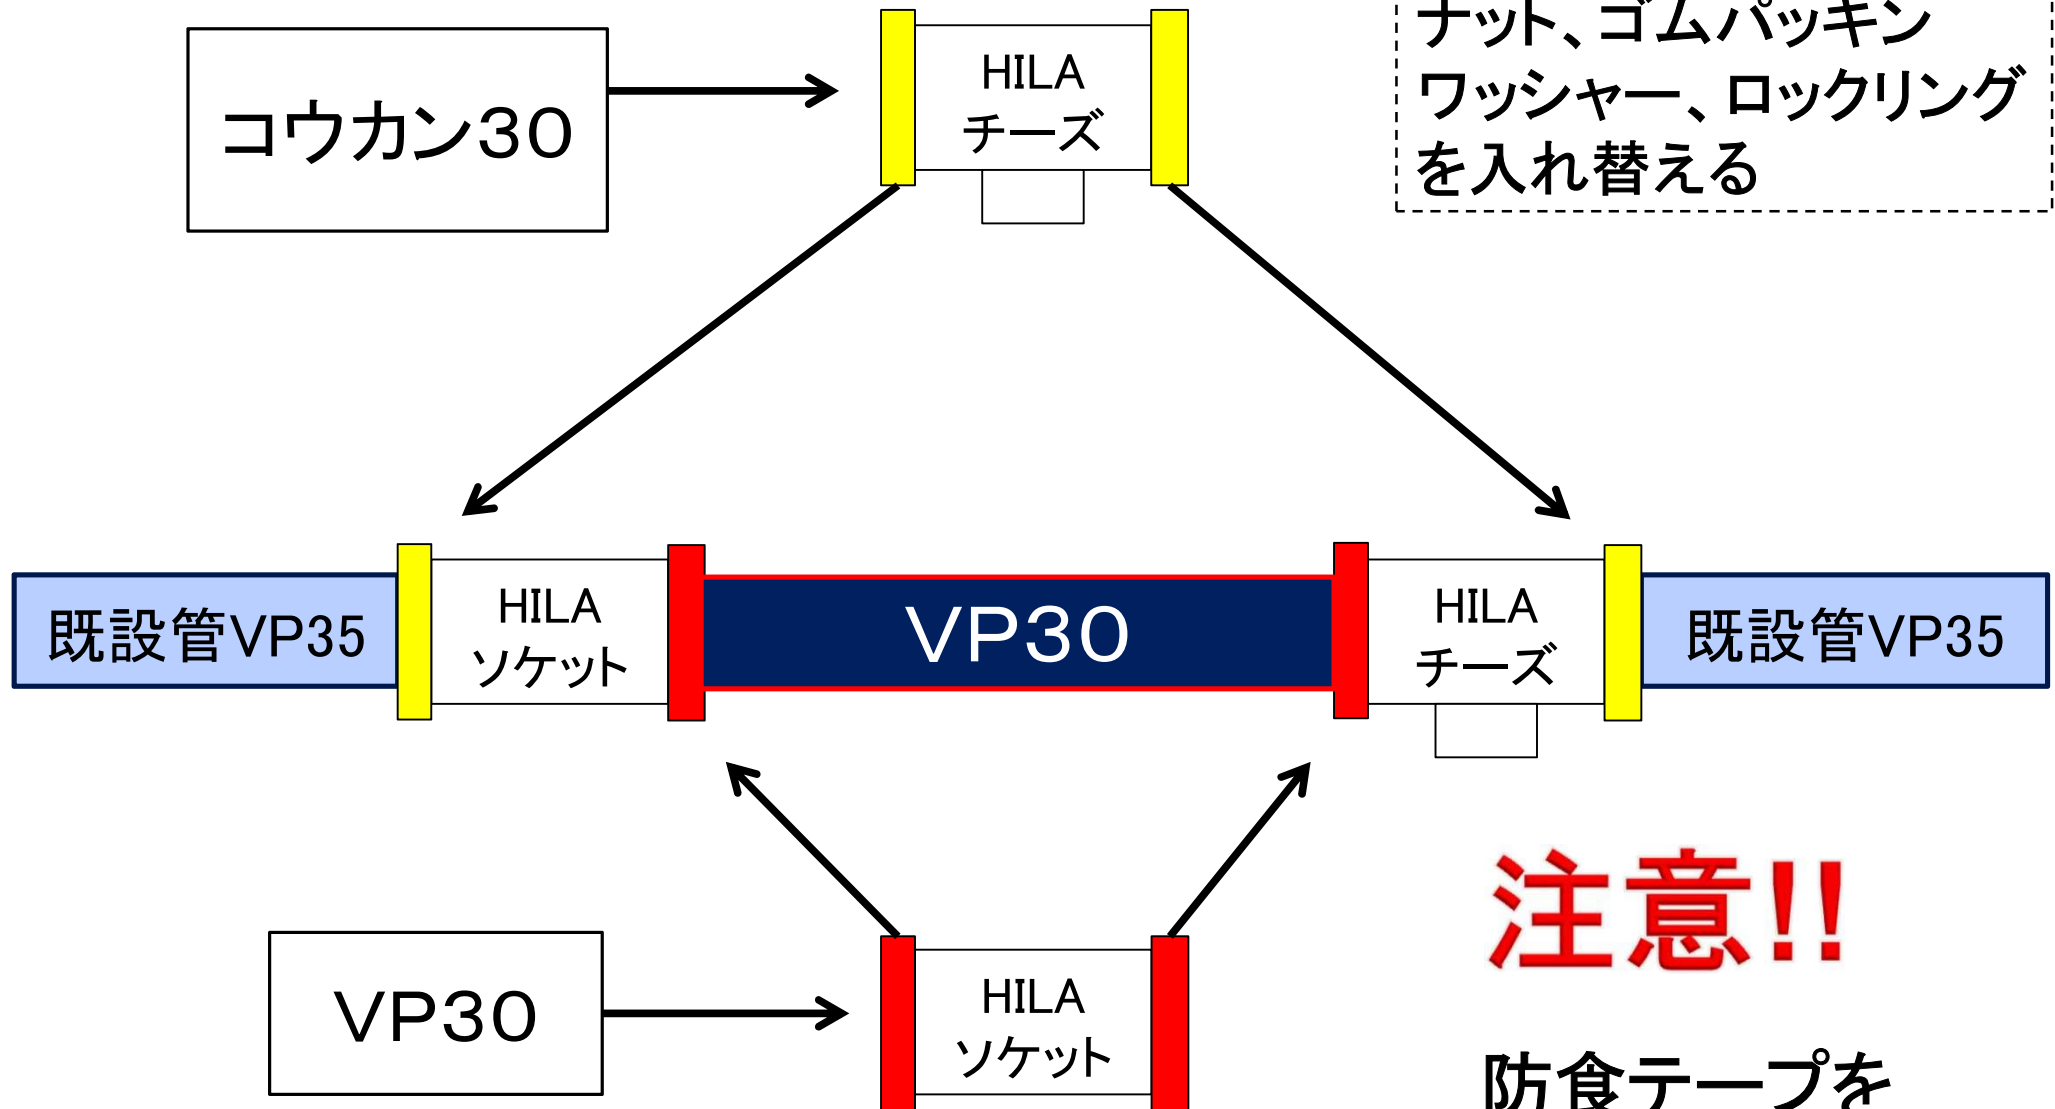 ナット、ゴムパッキン
ワッシャー、ロックリング
を入れ替える
コウカン３０
HILA
チーズ
既設管VP35
HILA
ソケット
ＶＰ３０
HILA
チーズ
既設管VP35
注意!!
ＶＰ３０
HILA
ソケット
防食テープを